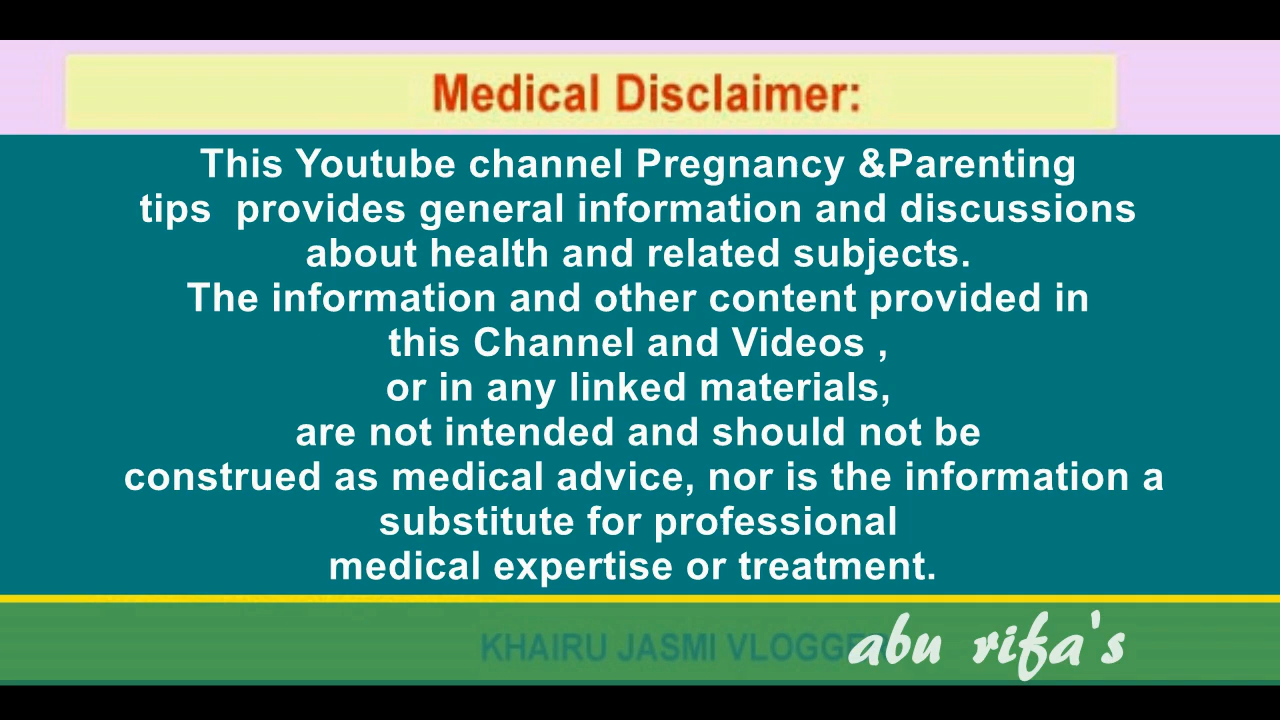 Medical Disclaimer:
This Youtube channel Pregnancy &Parenting
tips  provides general information and discussions
about health and related subjects.
The information and other content provided in
this Channel and Videos ,
or in any linked materials,
are not intended and should not be
construed as medical advice, nor is the information a
substitute for professional
medical expertise or treatment.
KHAIRU JASMI
abu rifa's